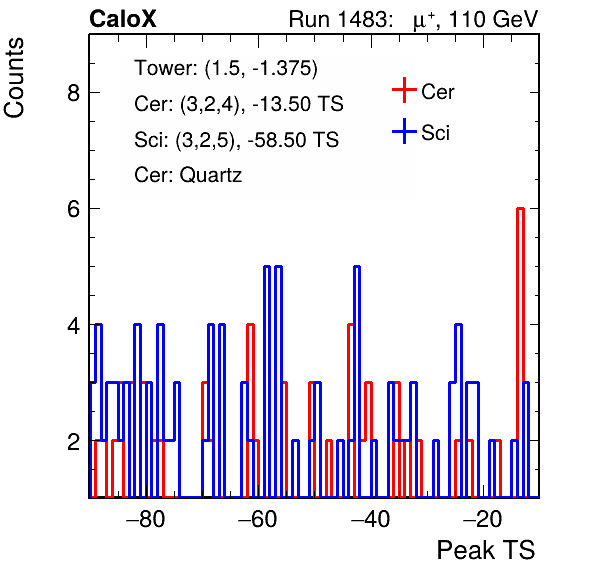 CaloX Run 1483: μ⁺, 110 GeV
Counts
Tower: (1.5, -1.375)
Cer: (3,2,4), -13.50 TS
Sci: (3,2,5), -58.50 TS
Cer: Quartz
Cer
Sci
8
6
4
2
−80 −60 −40 −20
Peak TS